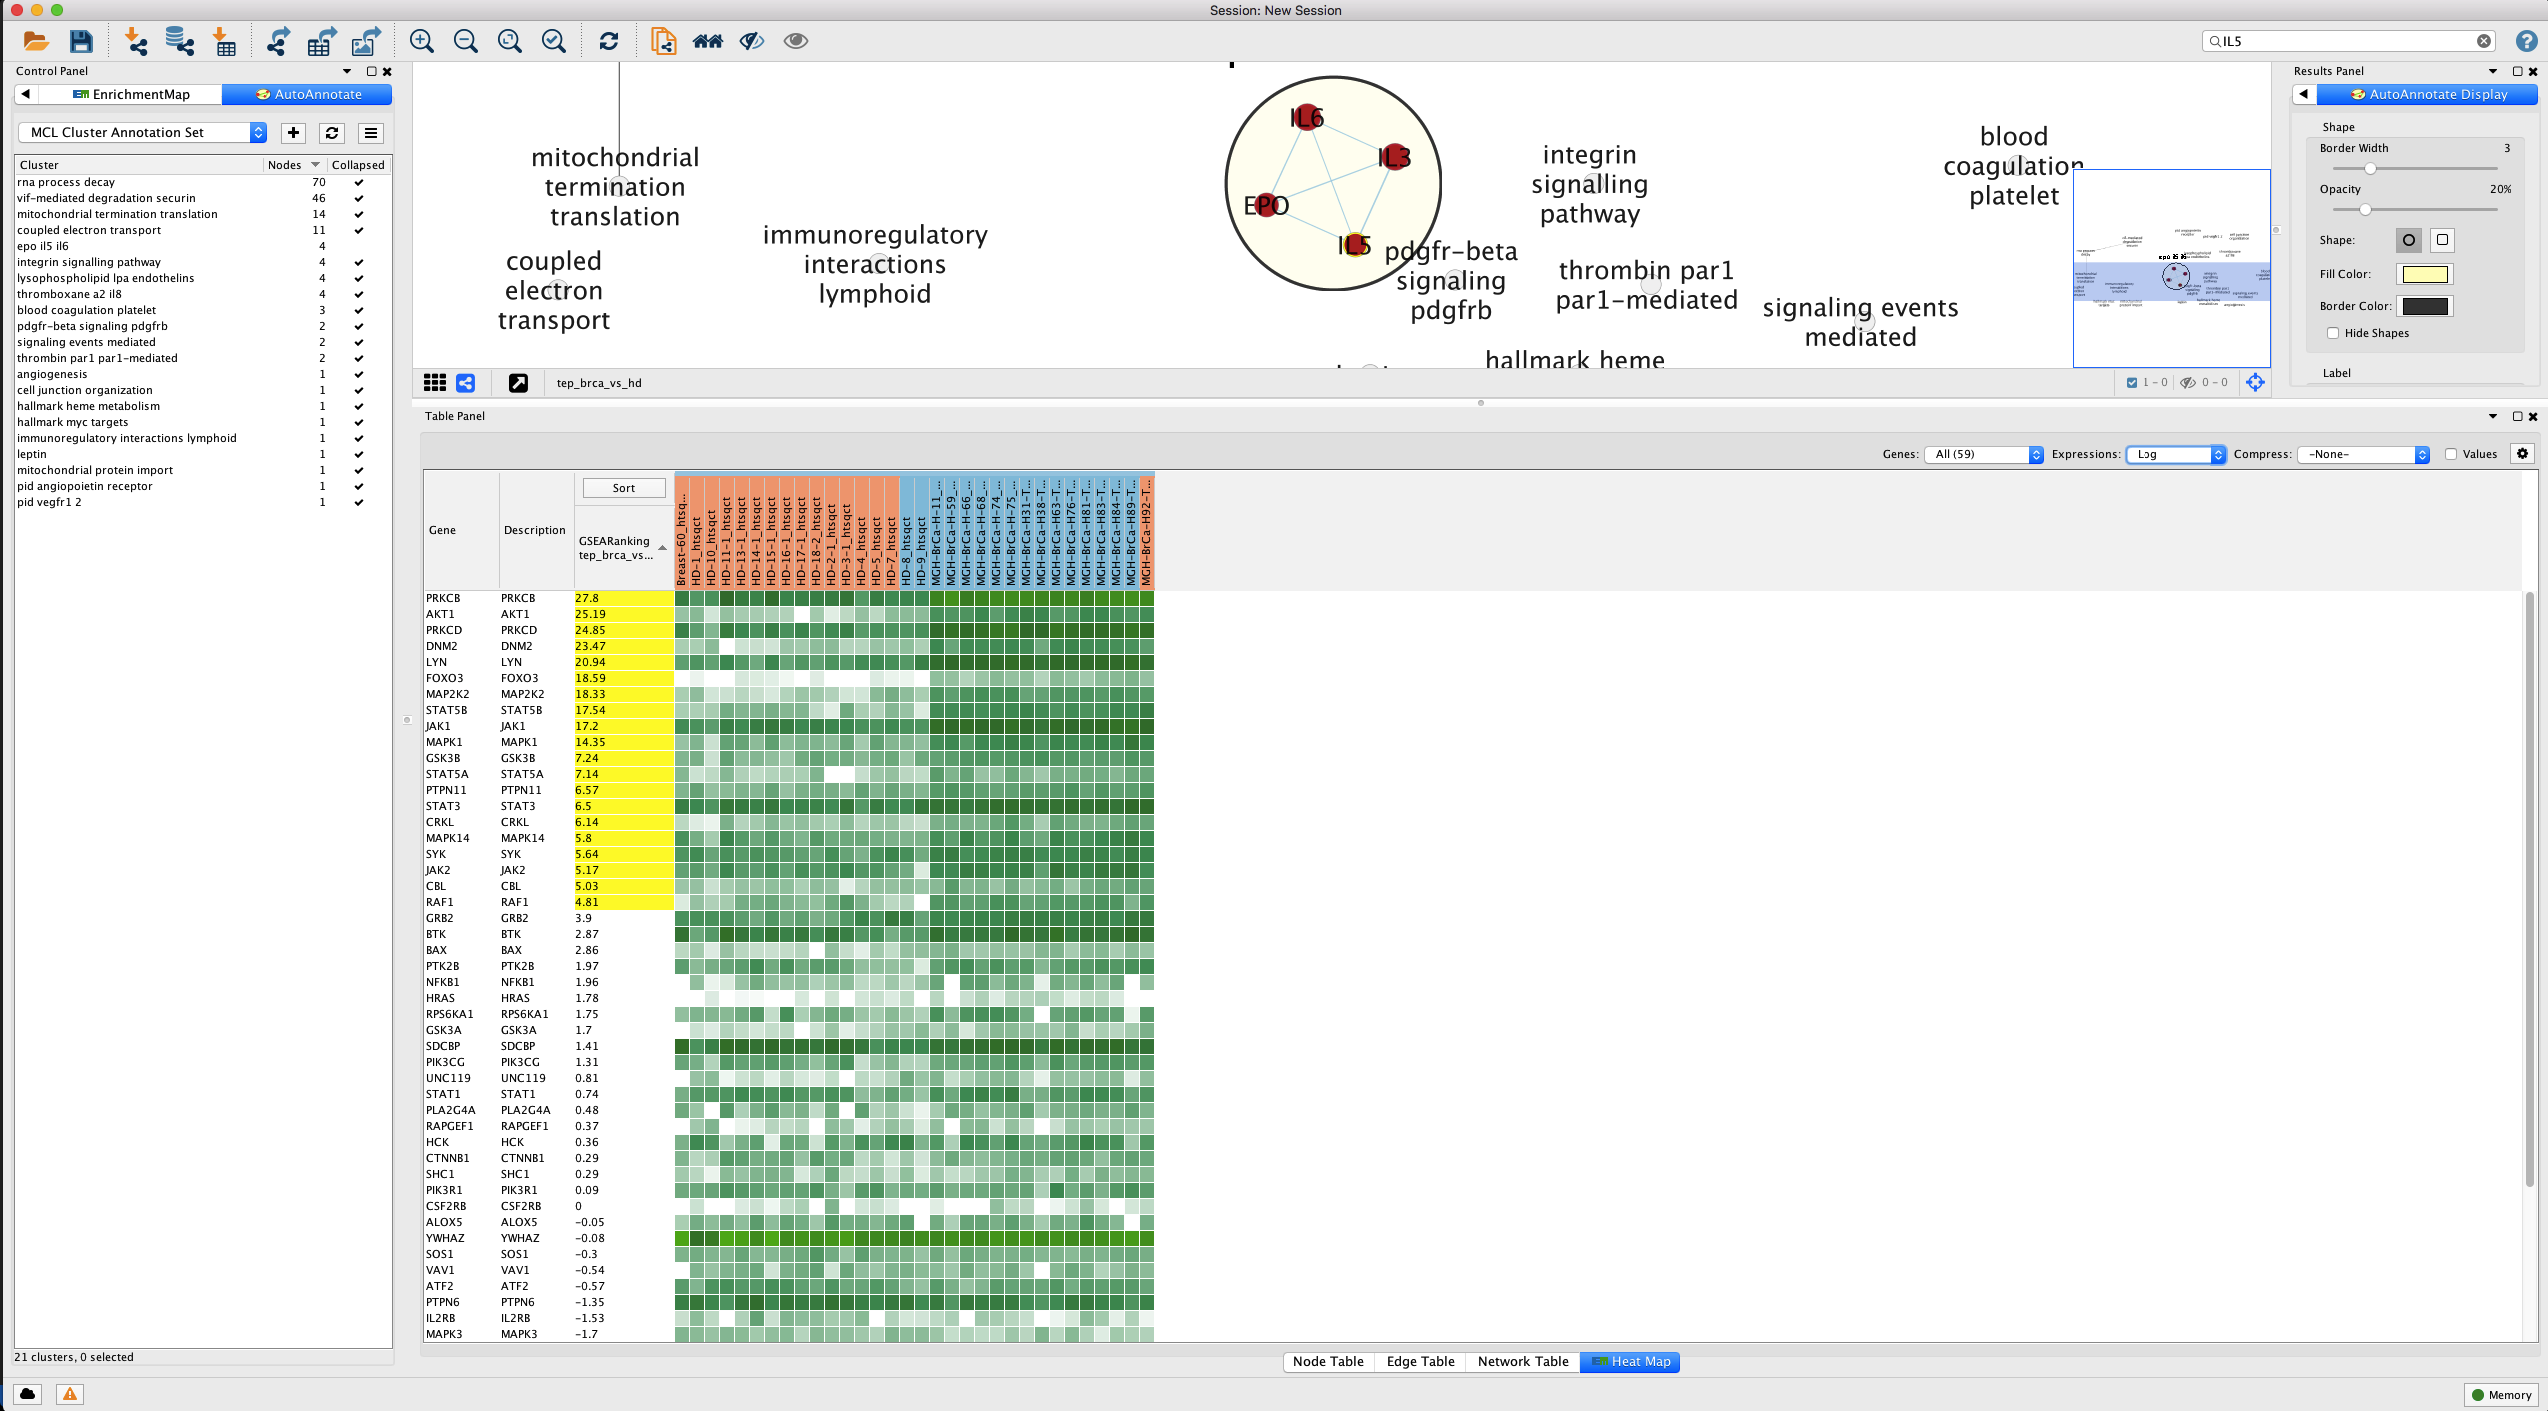 Session: New Session
IL5
Control Panel
EnrichmentMap
AutoAnnotate
MCL Cluster Annotation Set
Cluster Nodes Collapsed
rna process decay 70
vif-mediated degradation securin 46
mitochondrial termination translation 14
coupled electron transport 11
epo il5 il6 4
integrin signalling pathway 4
lysophospholipid lpa endothelins 4
thromboxane a2 il8 4
blood coagulation platelet 3
pdgfr-beta signaling pdgfrb 2
signaling events mediated 2
thrombin par1 par1-mediated 2
angiogenesis 1
cell junction organization 1
hallmark heme metabolism 1
hallmark myc targets 1
immunoregulatory interactions lymphoid 1
leptin 1
mitochondrial protein import 1
pid angiopoietin receptor 1
pid vegfr1 2 1
21 clusters, 0 selected
mitochondrial
termination
translation
coupled
electron
transport
immunoregulatory
interactions
lymphoid
IL6
IL3
EPO
IL5
integrin
signalling
pathway
pdgfr-beta
signaling
pdgfrb
thrombin par1
par1-mediated
signaling events
mediated
blood
coagulation
platelet
hallmark heme
tep_brca_vs_hd
1 - 0
0 - 0
Results Panel
AutoAnnotate Display
Shape
Border Width 3
Opacity 20%
Shape:
Fill Color:
Border Color:
Hide Shapes
Label
Table Panel
Genes: All (59) Expressions: Log Compress: -None- Values
Gene Description
Sort
GSEARanking
tep_brca_vs...
Breast-60_htsq...
HD-1_htsqct
HD-10_htsqct
HD-11-1_htsqct
HD-13-1_htsqct
HD-14-1_htsqct
HD-15-1_htsqct
HD-16-1_htsqct
HD-17-1_htsqct
HD-18-2_htsqct
HD-2-1_htsqct
HD-3-1_htsqct
HD-4_htsqct
HD-5_htsqct
HD-7_htsqct
HD-8_htsqct
HD-9_htsqct
MGH-BrCa-H-11_...
MGH-BrCa-H-59_...
MGH-BrCa-H-66_...
MGH-BrCa-H-68_...
MGH-BrCa-H-74_...
MGH-BrCa-H-75_...
MGH-BrCa-H31-T...
MGH-BrCa-H38-T...
MGH-BrCa-H63-T...
MGH-BrCa-H76-T...
MGH-BrCa-H81-T...
MGH-BrCa-H83-T...
MGH-BrCa-H84-T...
MGH-BrCa-H89-T...
MGH-BrCa-H92-T...
PRKCB PRKCB 27.8
AKT1 AKT1 25.19
PRKCD PRKCD 24.85
DNM2 DNM2 23.47
LYN LYN 20.94
FOXO3 FOXO3 18.59
MAP2K2 MAP2K2 18.33
STAT5B STAT5B 17.54
JAK1 JAK1 17.2
MAPK1 MAPK1 14.35
GSK3B GSK3B 7.24
STAT5A STAT5A 7.14
PTPN11 PTPN11 6.57
STAT3 STAT3 6.5
CRKL CRKL 6.14
MAPK14 MAPK14 5.8
SYK SYK 5.64
JAK2 JAK2 5.17
CBL CBL 5.03
RAF1 RAF1 4.81
GRB2 GRB2 3.9
BTK BTK 2.87
BAX BAX 2.86
PTK2B PTK2B 1.97
NFKB1 NFKB1 1.96
HRAS HRAS 1.78
RPS6KA1 RPS6KA1 1.75
GSK3A GSK3A 1.7
SDCBP SDCBP 1.41
PIK3CG PIK3CG 1.31
UNC119 UNC119 0.81
STAT1 STAT1 0.74
PLA2G4A PLA2G4A 0.48
RAPGEF1 RAPGEF1 0.37
HCK HCK 0.36
CTNNB1 CTNNB1 0.29
SHC1 SHC1 0.29
PIK3R1 PIK3R1 0.09
CSF2RB CSF2RB 0
ALOX5 ALOX5 -0.05
YWHAZ YWHAZ -0.08
SOS1 SOS1 -0.3
VAV1 VAV1 -0.54
ATF2 ATF2 -0.57
PTPN6 PTPN6 -1.35
IL2RB IL2RB -1.53
MAPK3 MAPK3 -1.7
Node Table Edge Table Network Table Heat Map
Memory